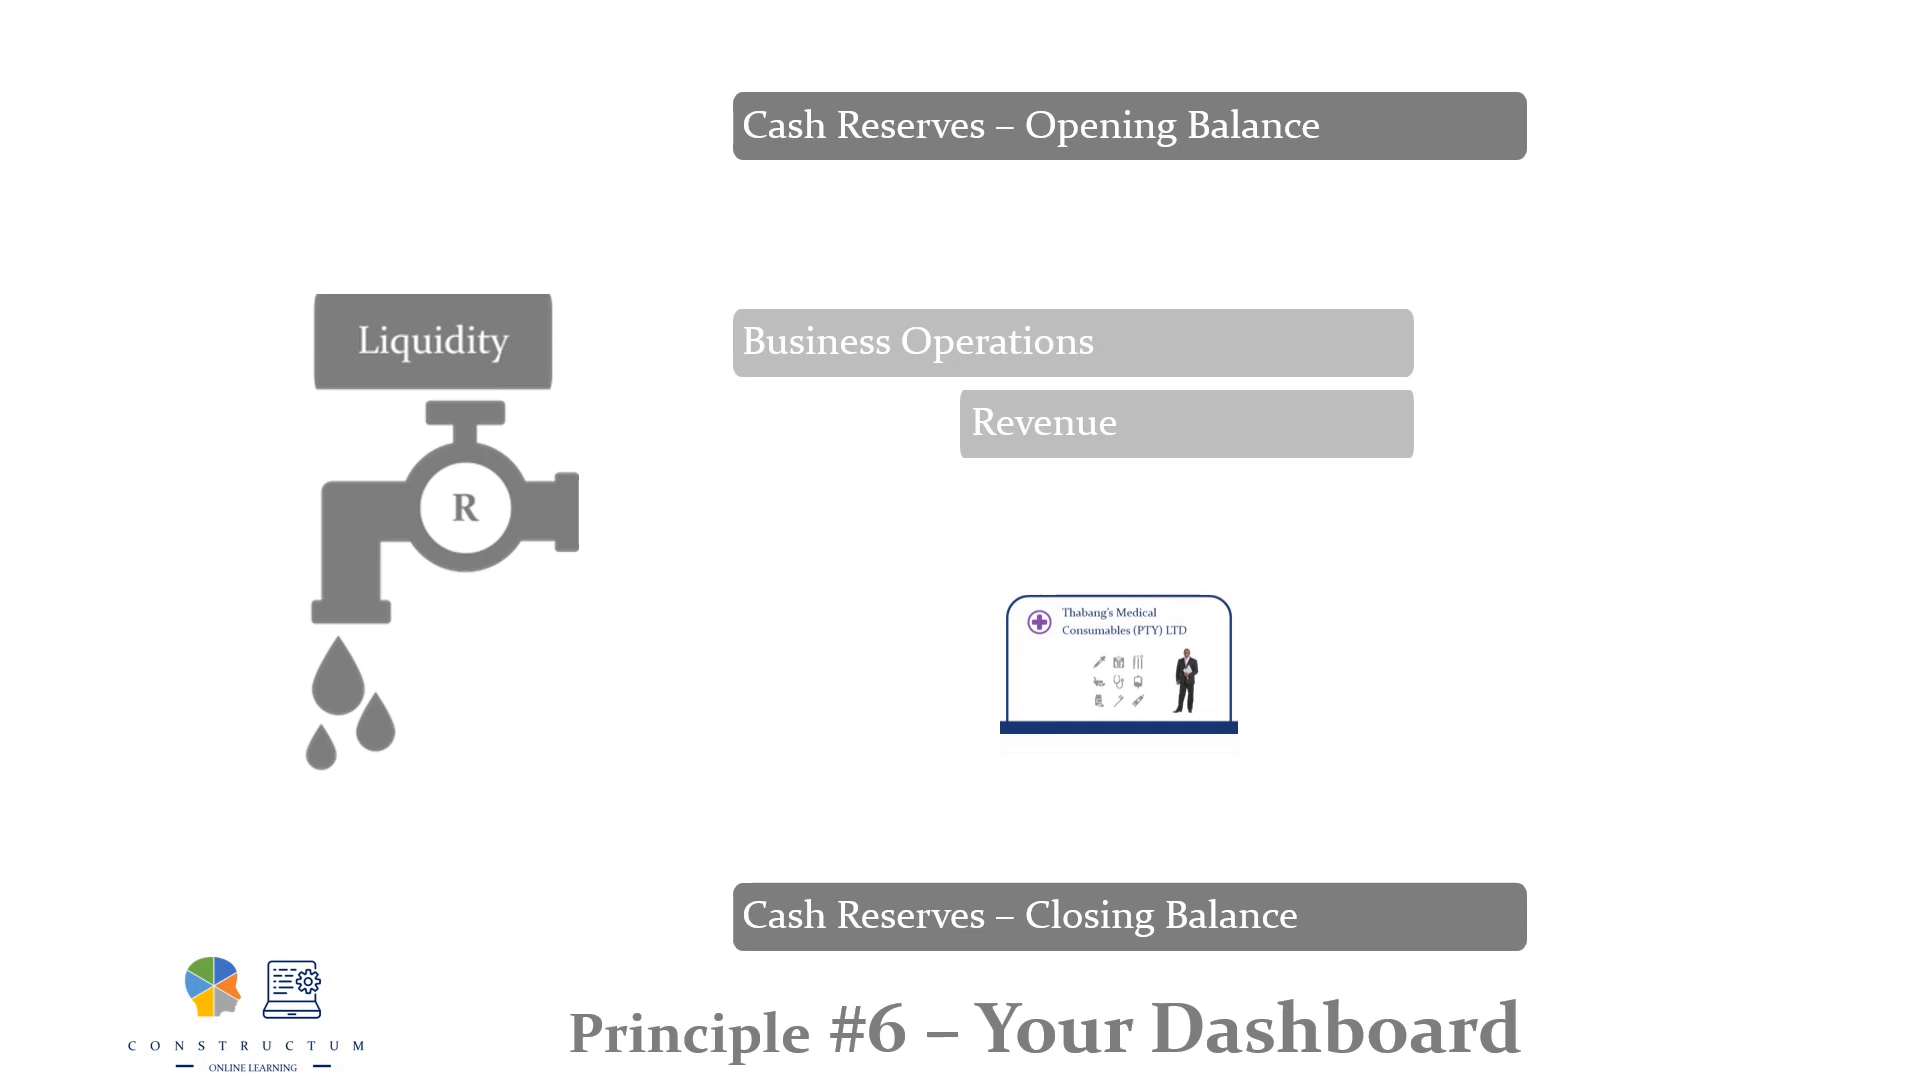 Cash Reserves – Opening Balance
Liquidity
R
Business Operations
Revenue
Thabang's Medical
Consumables (PTY) LTD
Cash Reserves – Closing Balance
CONSTRUCTUM
ONLINE LEARNING
Principle #6 – Your Dashboard